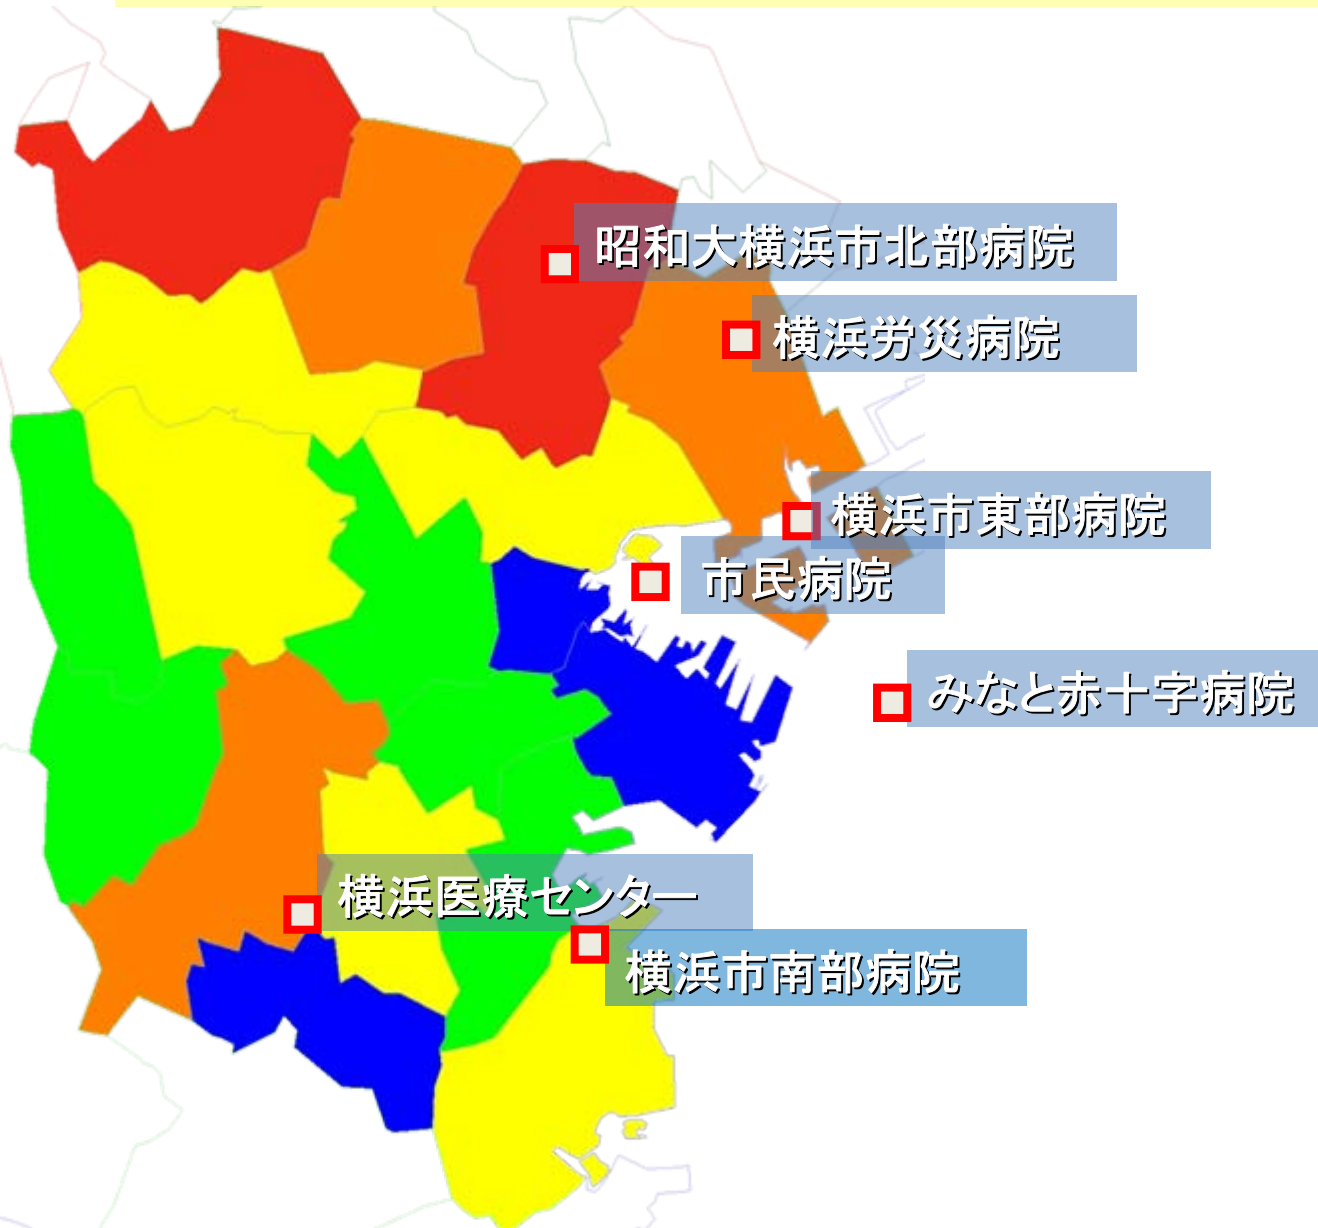 昭和大横浜市北部病院
横浜労災病院
横浜市東部病院
市民病院
みなと赤十字病院
横浜医療センター
横浜市南部病院